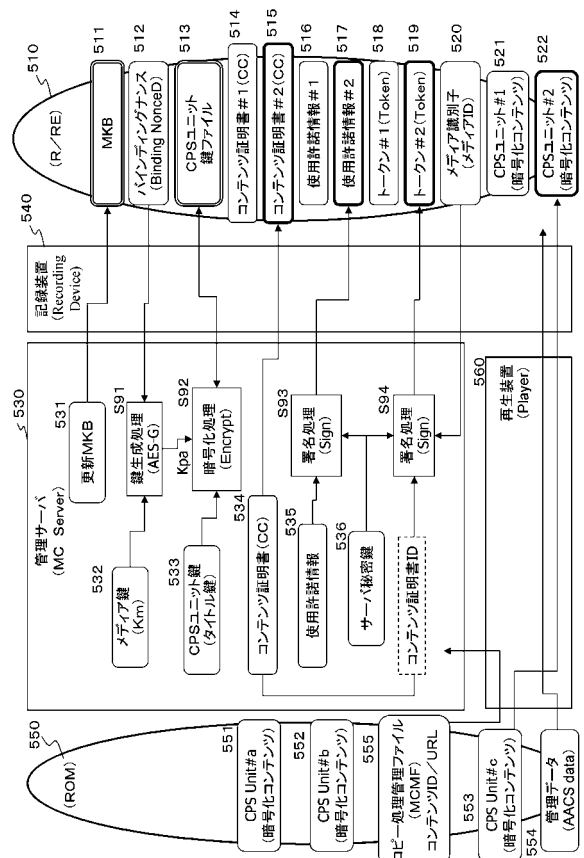 510
(R/RE)
511
MKB
512
バインディングナンス
(Binding NonceD)
513
CPSユニット
鍵ファイル
514
コンテンツ証明書#1(CC)
515
コンテンツ証明書#2(CC)
516
使用許諾情報#1
517
使用許諾情報#2
518
トークン#1(Token)
519
トークン#2(Token)
520
メディア識別子
(メディアID)
521
CPSユニット#1
(暗号化コンテンツ)
522
CPSユニット#2
(暗号化コンテンツ)
540
記録装置
(Recording
Device)
530
管理サーバ
(MC Server)
531
更新MKB
532
メディア鍵
(Km)
S91
鍵生成処理
(AES-G)
Kpa
S92
暗号化処理
(Encrypt)
533
CPSユニット鍵
(タイトル鍵)
534
コンテンツ証明書(CC)
535
使用許諾情報
S93
署名処理
(Sign)
536
サーバ秘密鍵
S94
署名処理
(Sign)
コンテンツ証明書ID
560
再生装置
(Player)
550
(ROM)
551
CPS Unit#a
(暗号化コンテンツ)
552
CPS Unit#b
(暗号化コンテンツ)
555
コピー処理管理ファイル
(MCMF)
コンテンツID/URL
553
CPS Unit#c
(暗号化コンテンツ)
554
管理データ
(AACS data)